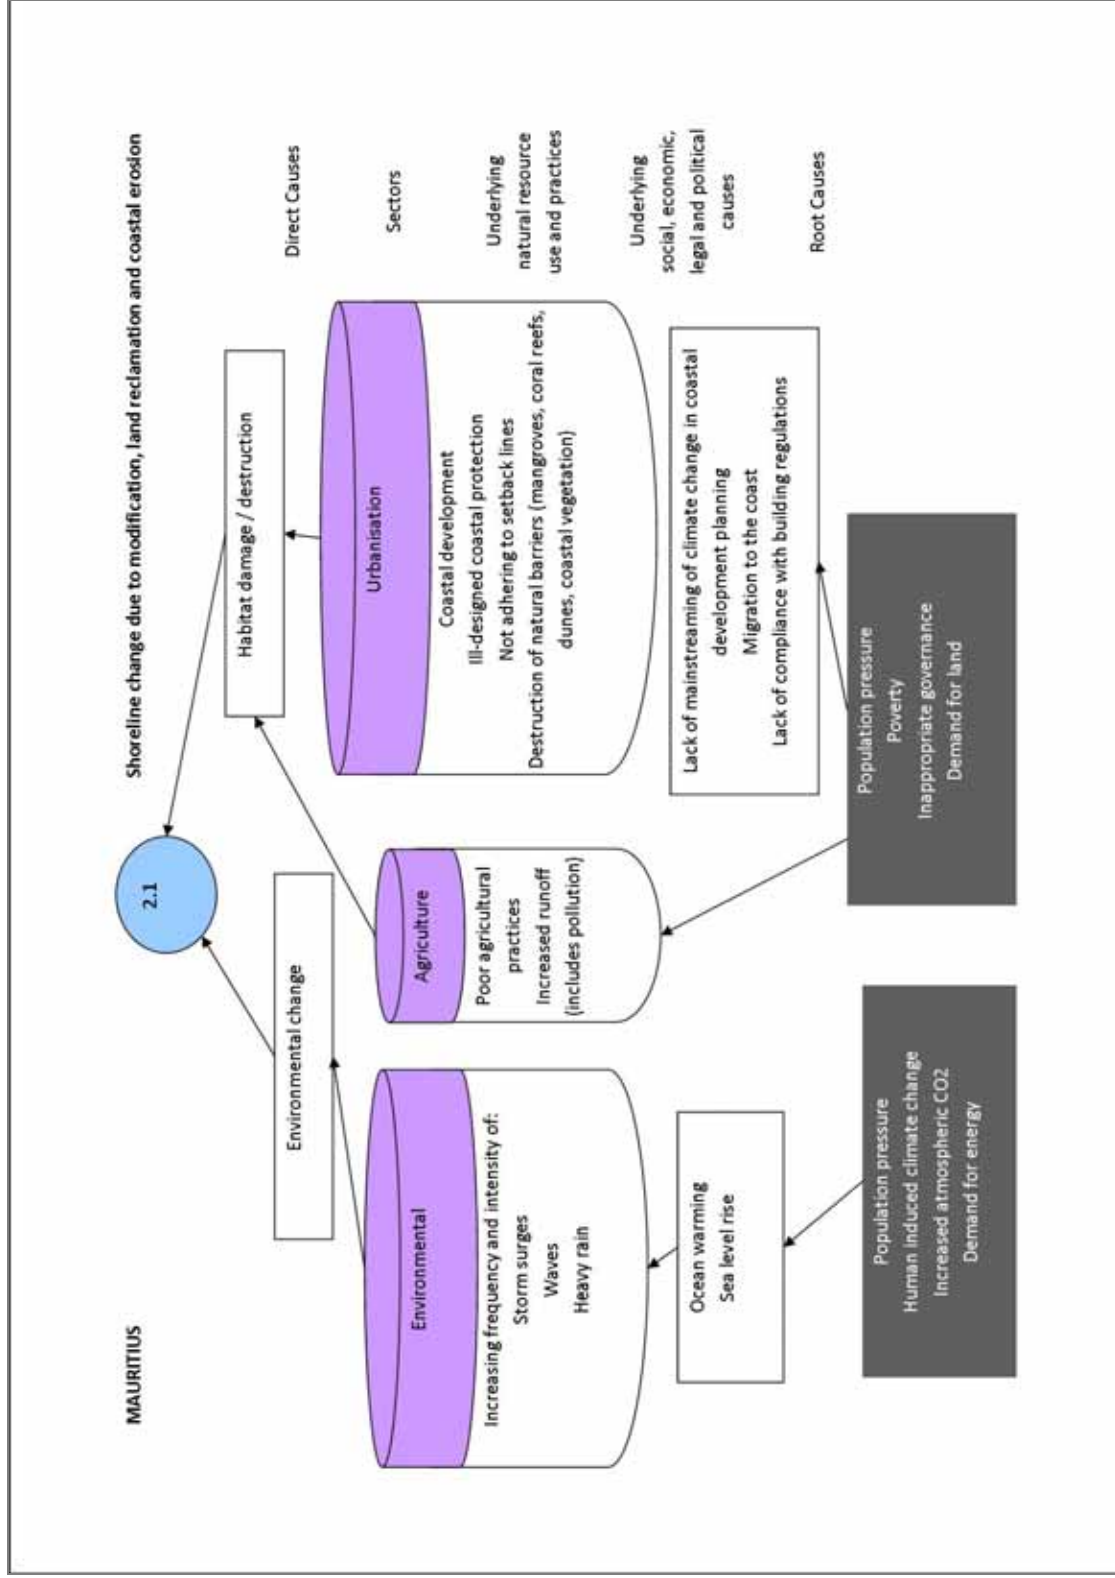 MAURITIUS
2.1
Shoreline change due to modification, land reclamation and coastal erosion
Environmental change
Habitat damage / destruction
Direct Causes
Environmental
Agriculture
Urbanisation
Sectors
Increasing frequency and intensity of:
Storm surges
Waves
Heavy rain
Poor agricultural
practices
Increased runoff
(includes pollution)
Coastal development
Ill-designed coastal protection
Not adhering to setback lines
Destruction of natural barriers (mangroves, coral reefs,
dunes, coastal vegetation)
Underlying
natural resource
use and practices
Ocean warming
Sea level rise
Lack of mainstreaming of climate change in coastal
development planning
Migration to the coast
Lack of compliance with building regulations
Underlying
social, economic,
legal and political
causes
Population pressure
Human induced climate change
Increased atmospheric CO2
Demand for energy
Population pressure
Poverty
Inappropriate governance
Demand for land
Root Causes